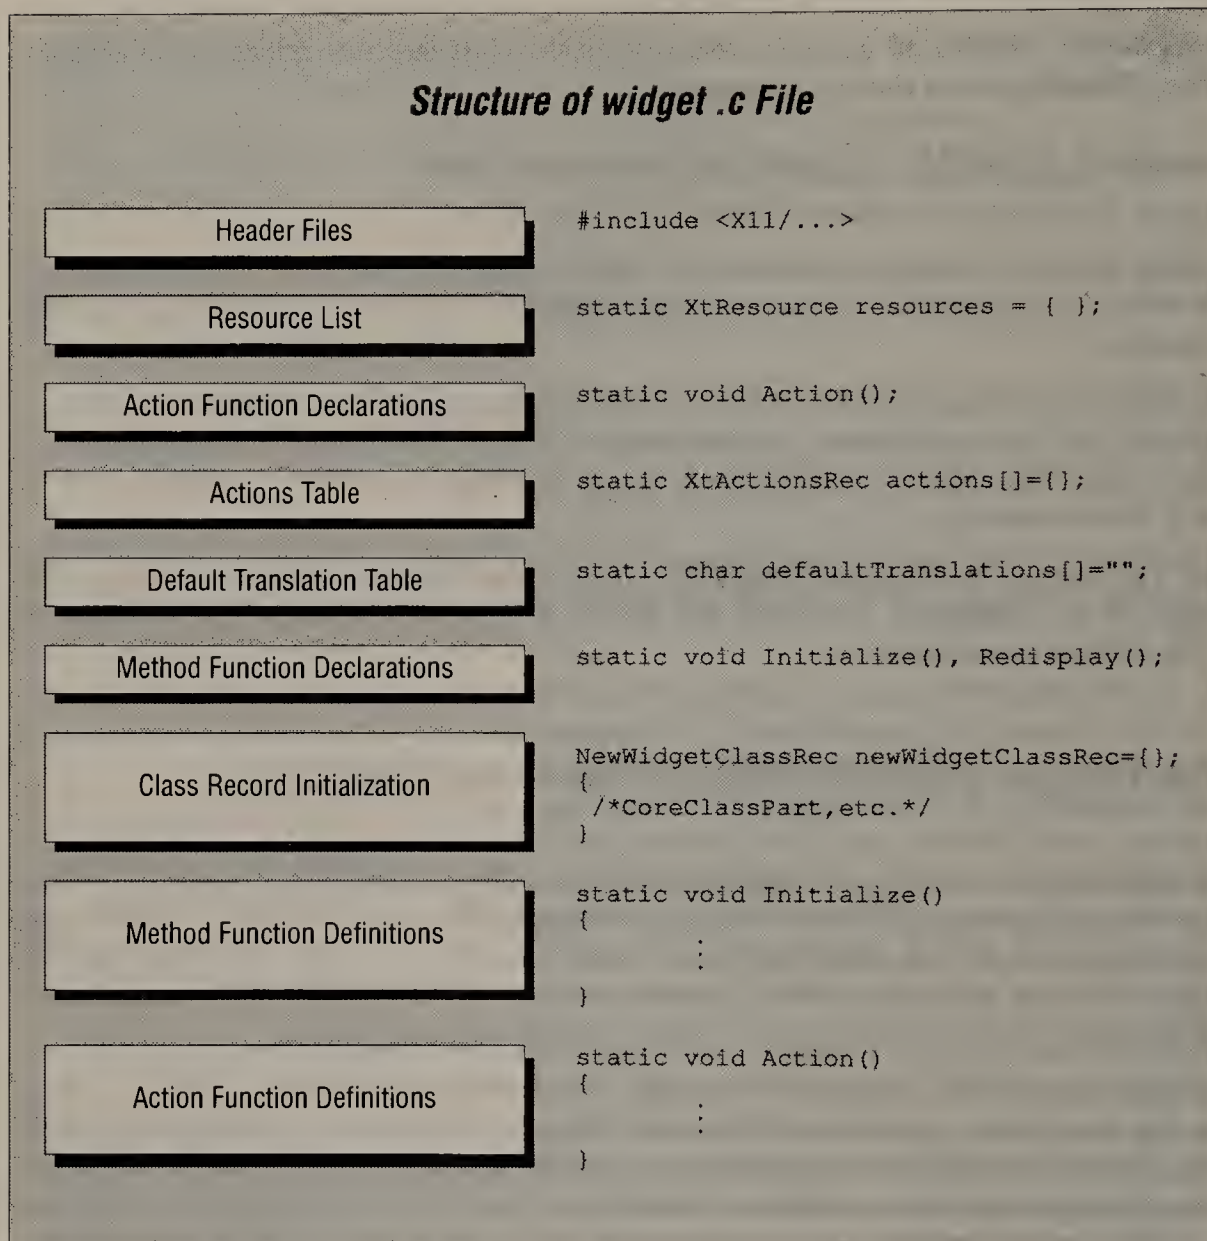 Structure of widget .c File
Header Files
#include <X11/...>
Resource List
static XtResource resources = { };
Action Function Declarations
static void Action();
Actions Table
static XtActionsRec actions[]={};
Default Translation Table
static char defaultTranslations[]="";
Method Function Declarations
static void Initialize(), Redisplay();
Class Record Initialization
NewWidgetClassRec newWidgetClassRec={};
{
/*CoreClassPart,etc.*/
}
Method Function Definitions
static void Initialize()
{
.
.
.
}
Action Function Definitions
static void Action()
{
.
.
.
}